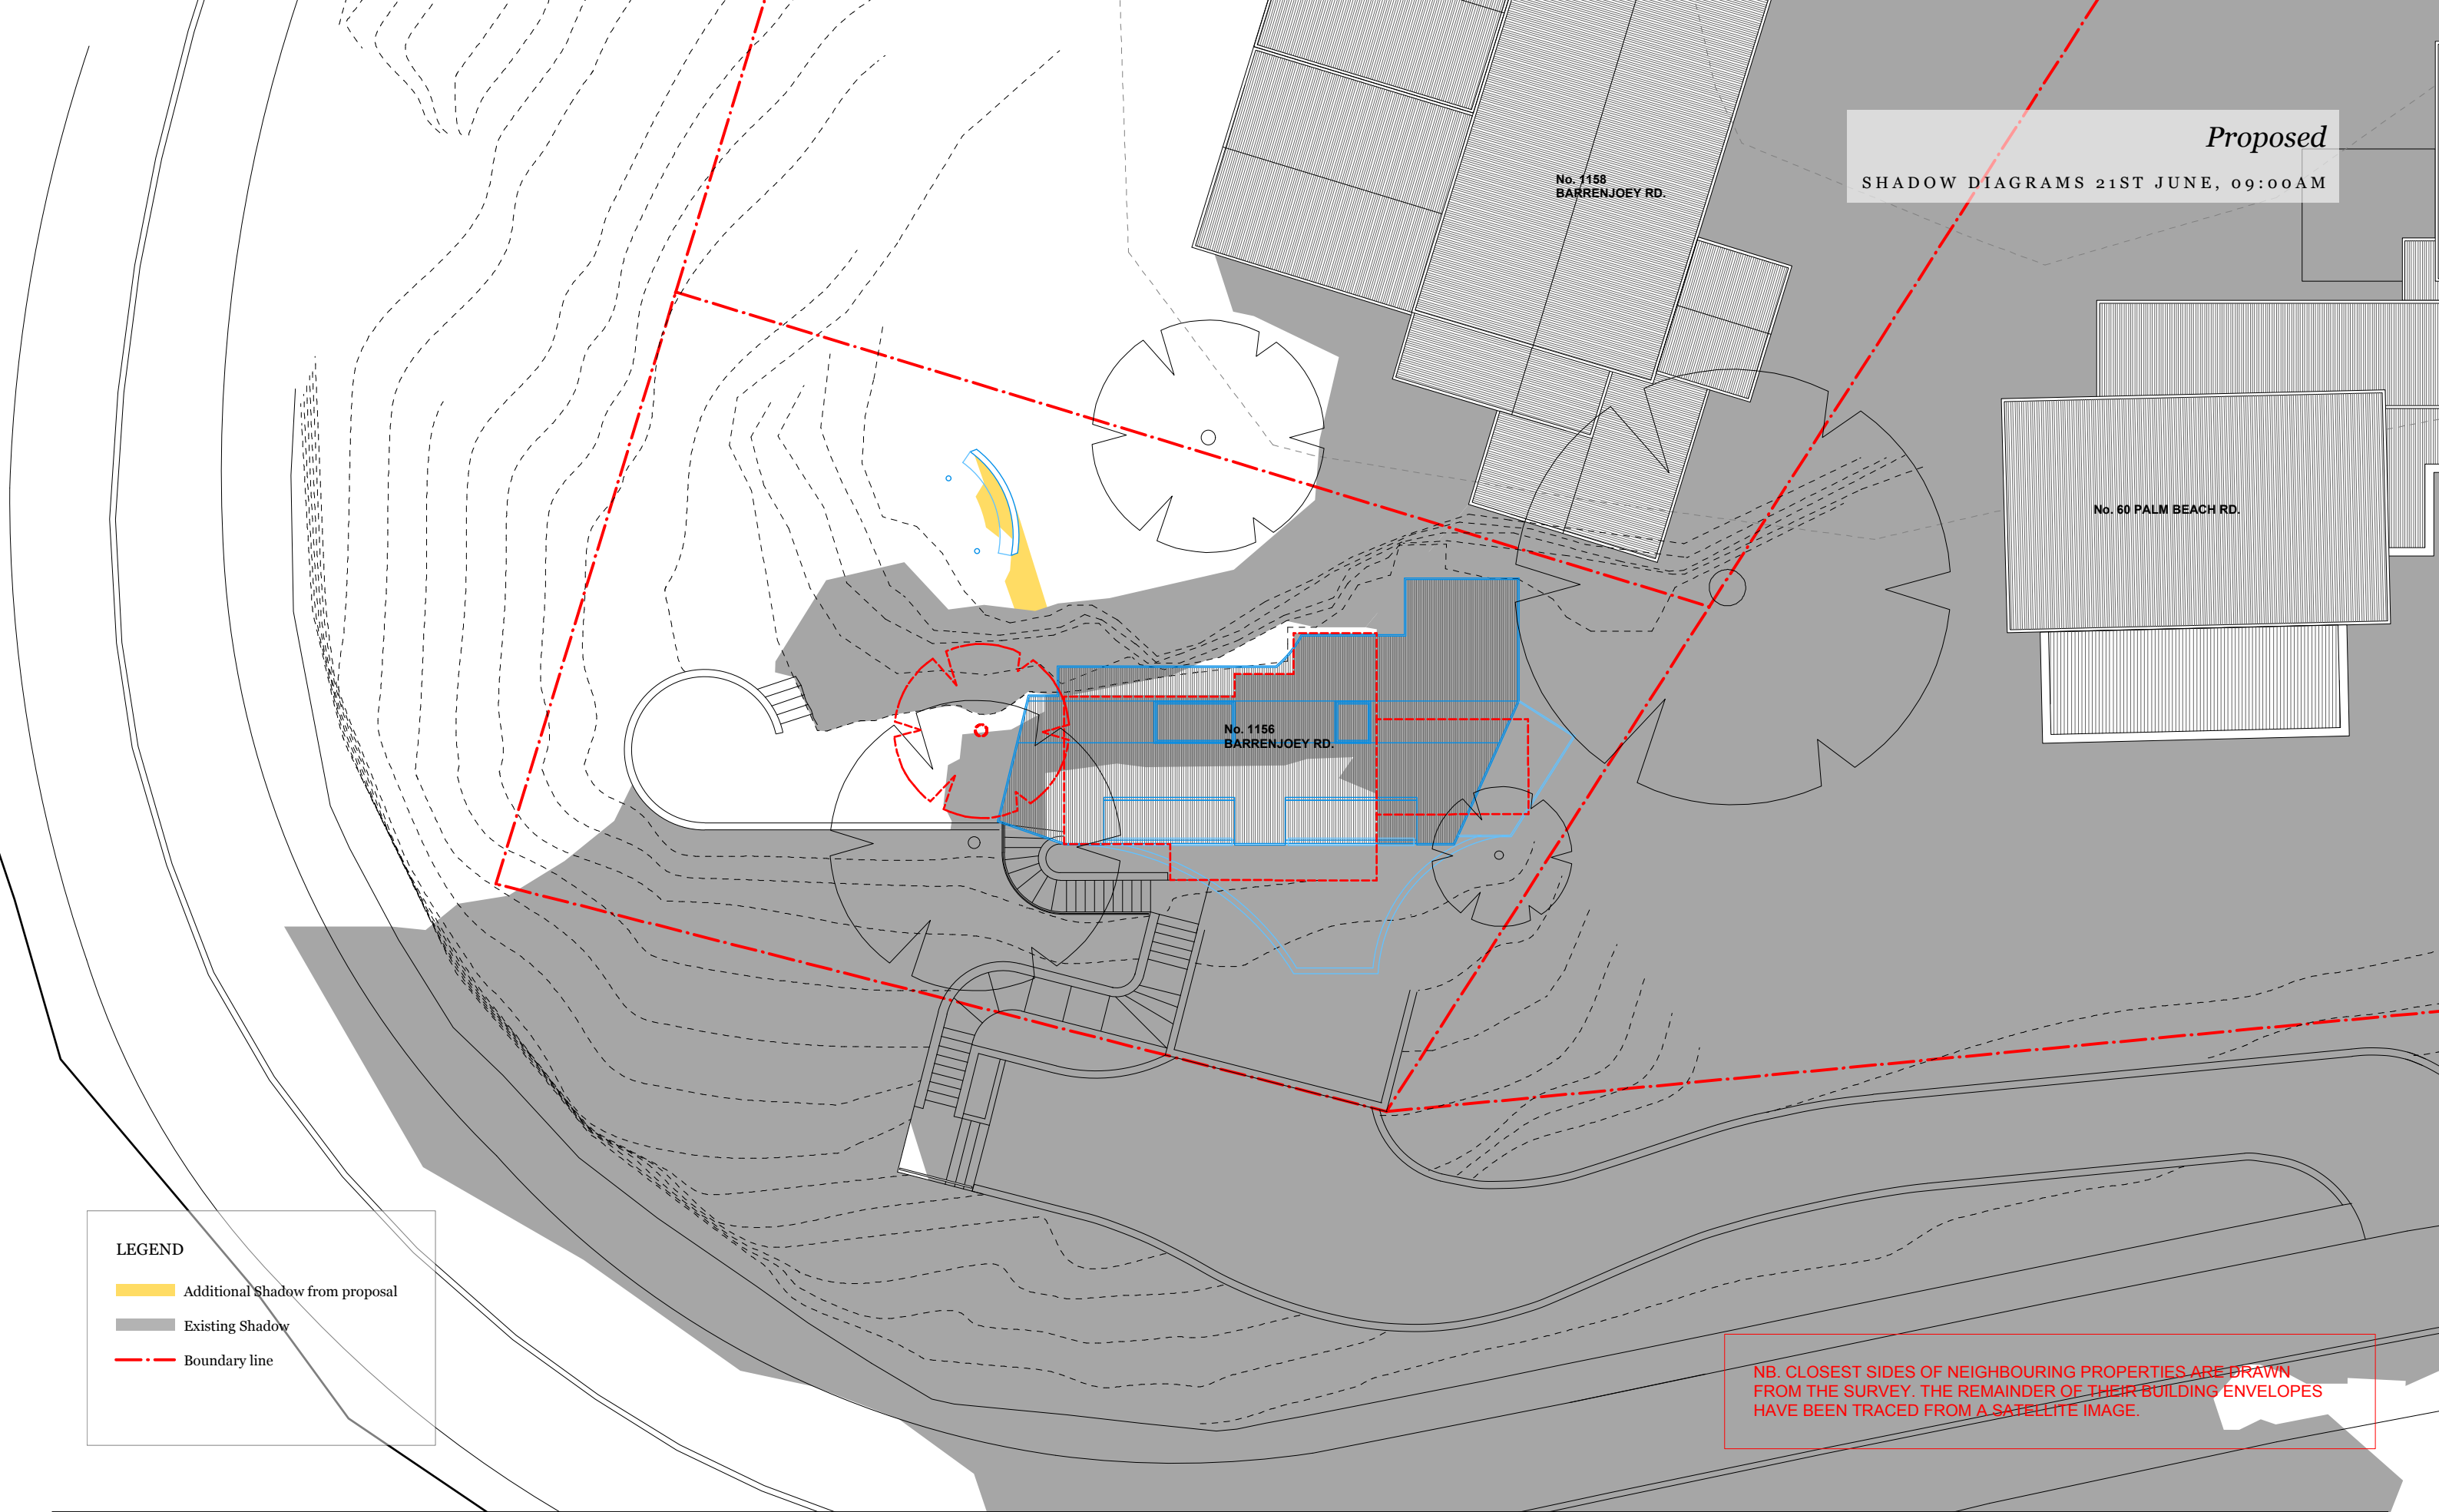 Proposed
SHADOW DIAGRAMS 21ST JUNE, 09:00AM
No. 1158
BARRENJOEY RD.
No. 60 PALM BEACH RD.
No. 1156
BARRENJOEY RD.
LEGEND
Additional Shadow from proposal
Existing Shadow
Boundary line
NB. CLOSEST SIDES OF NEIGHBOURING PROPERTIES ARE DRAWN
FROM THE SURVEY. THE REMAINDER OF THEIR BUILDING ENVELOPES
HAVE BEEN TRACED FROM A SATELLITE IMAGE.